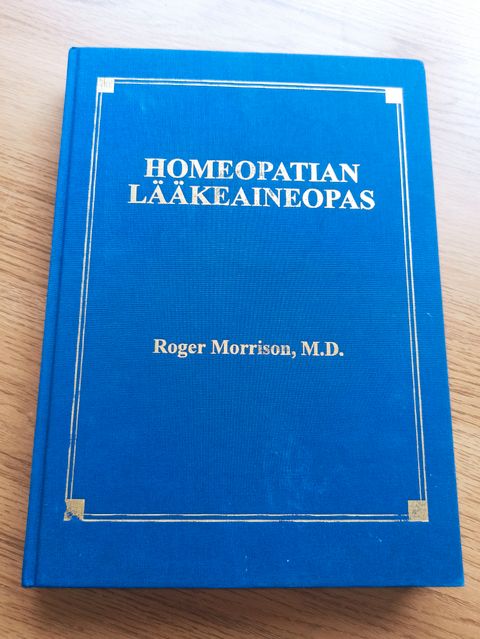 HOMEOPATIAN
LÄÄKEAINEOPAS
Roger Morrison, M.D.